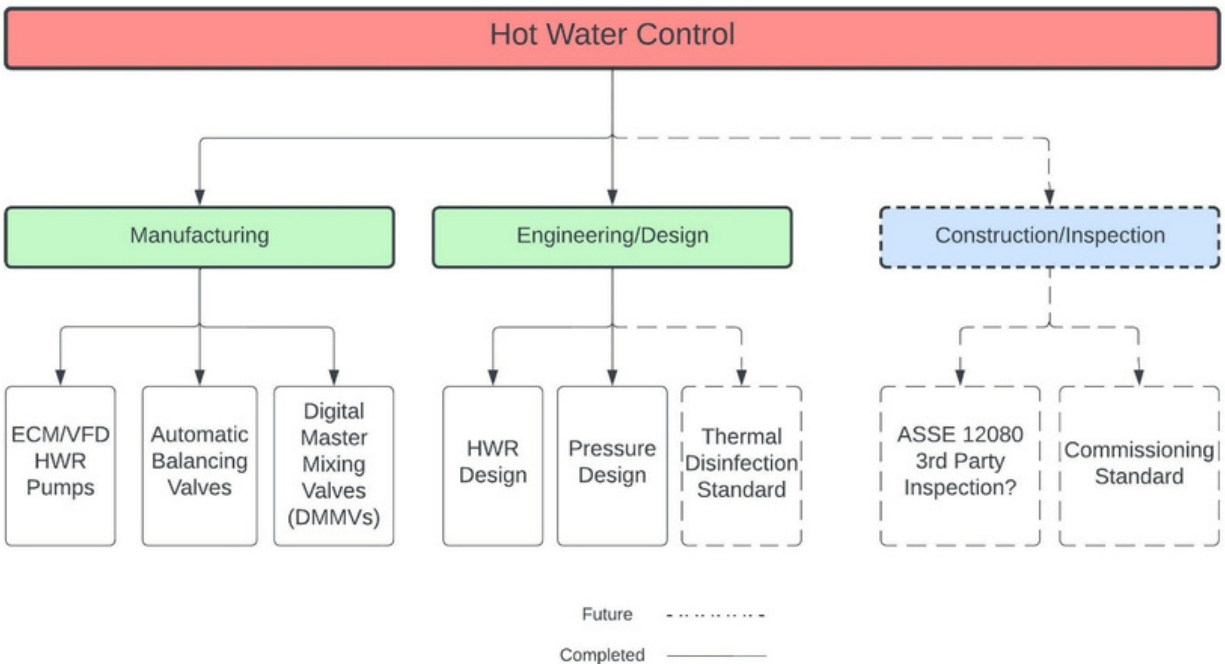 Hot Water Control
Manufacturing
Engineering/Design
Construction/Inspection
ECM/VFD
HWR
Pumps
Automatic
Balancing
Valves
Digital
Master
Mixing
Valves
(DMMVs)
HWR
Design
Pressure
Design
Thermal
Disinfection
Standard
ASSE 12080
3rd Party
Inspection?
Commissioning
Standard
Future
Completed